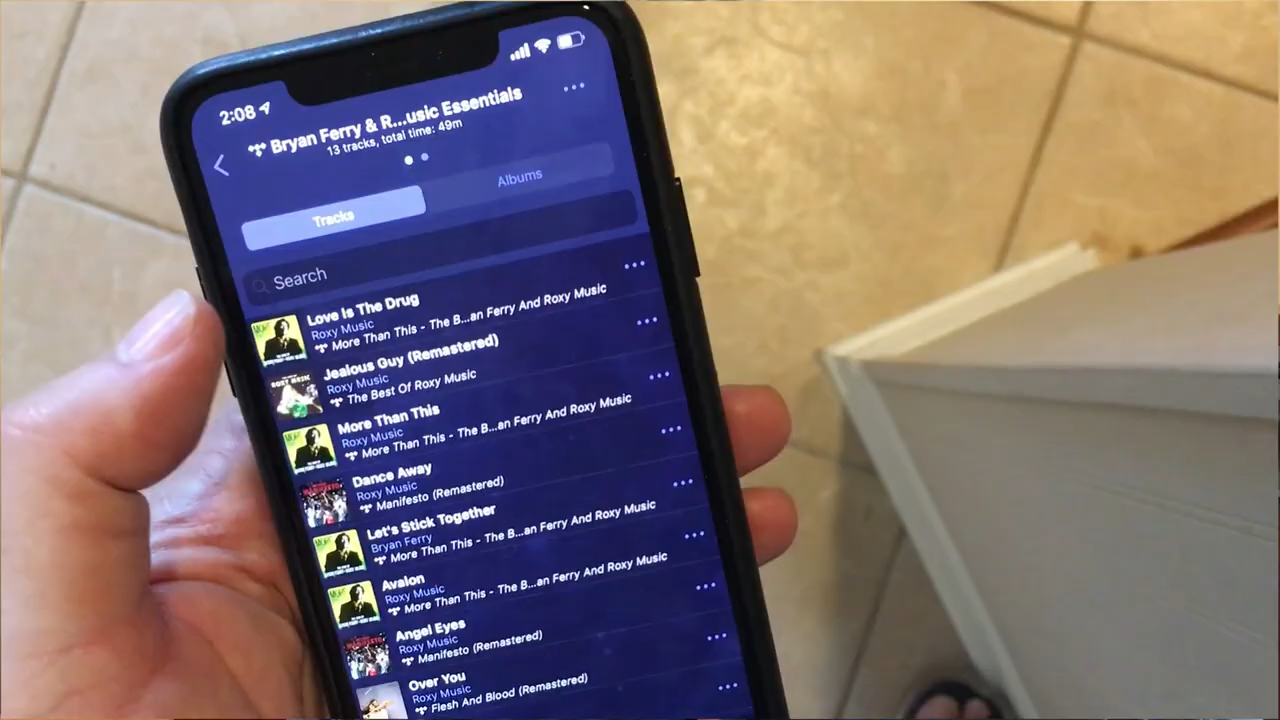 2:08
Bryan Ferry & R...usic Essentials
13 tracks, total time: 49m
Tracks
Albums
Search
Love Is The Drug
Roxy Music
More Than This - The B...an Ferry And Roxy Music
Jealous Guy (Remastered)
Roxy Music
The Best Of Roxy Music
More Than This
Roxy Music
More Than This - The B...an Ferry And Roxy Music
Dance Away
Roxy Music
Manifesto (Remastered)
Let's Stick Together
Bryan Ferry
More Than This - The B...an Ferry And Roxy Music
Avalon
Roxy Music
More Than This - The B...an Ferry And Roxy Music
Angel Eyes
Roxy Music
Manifesto (Remastered)
Over You
Roxy Music
Flesh And Blood (Remastered)